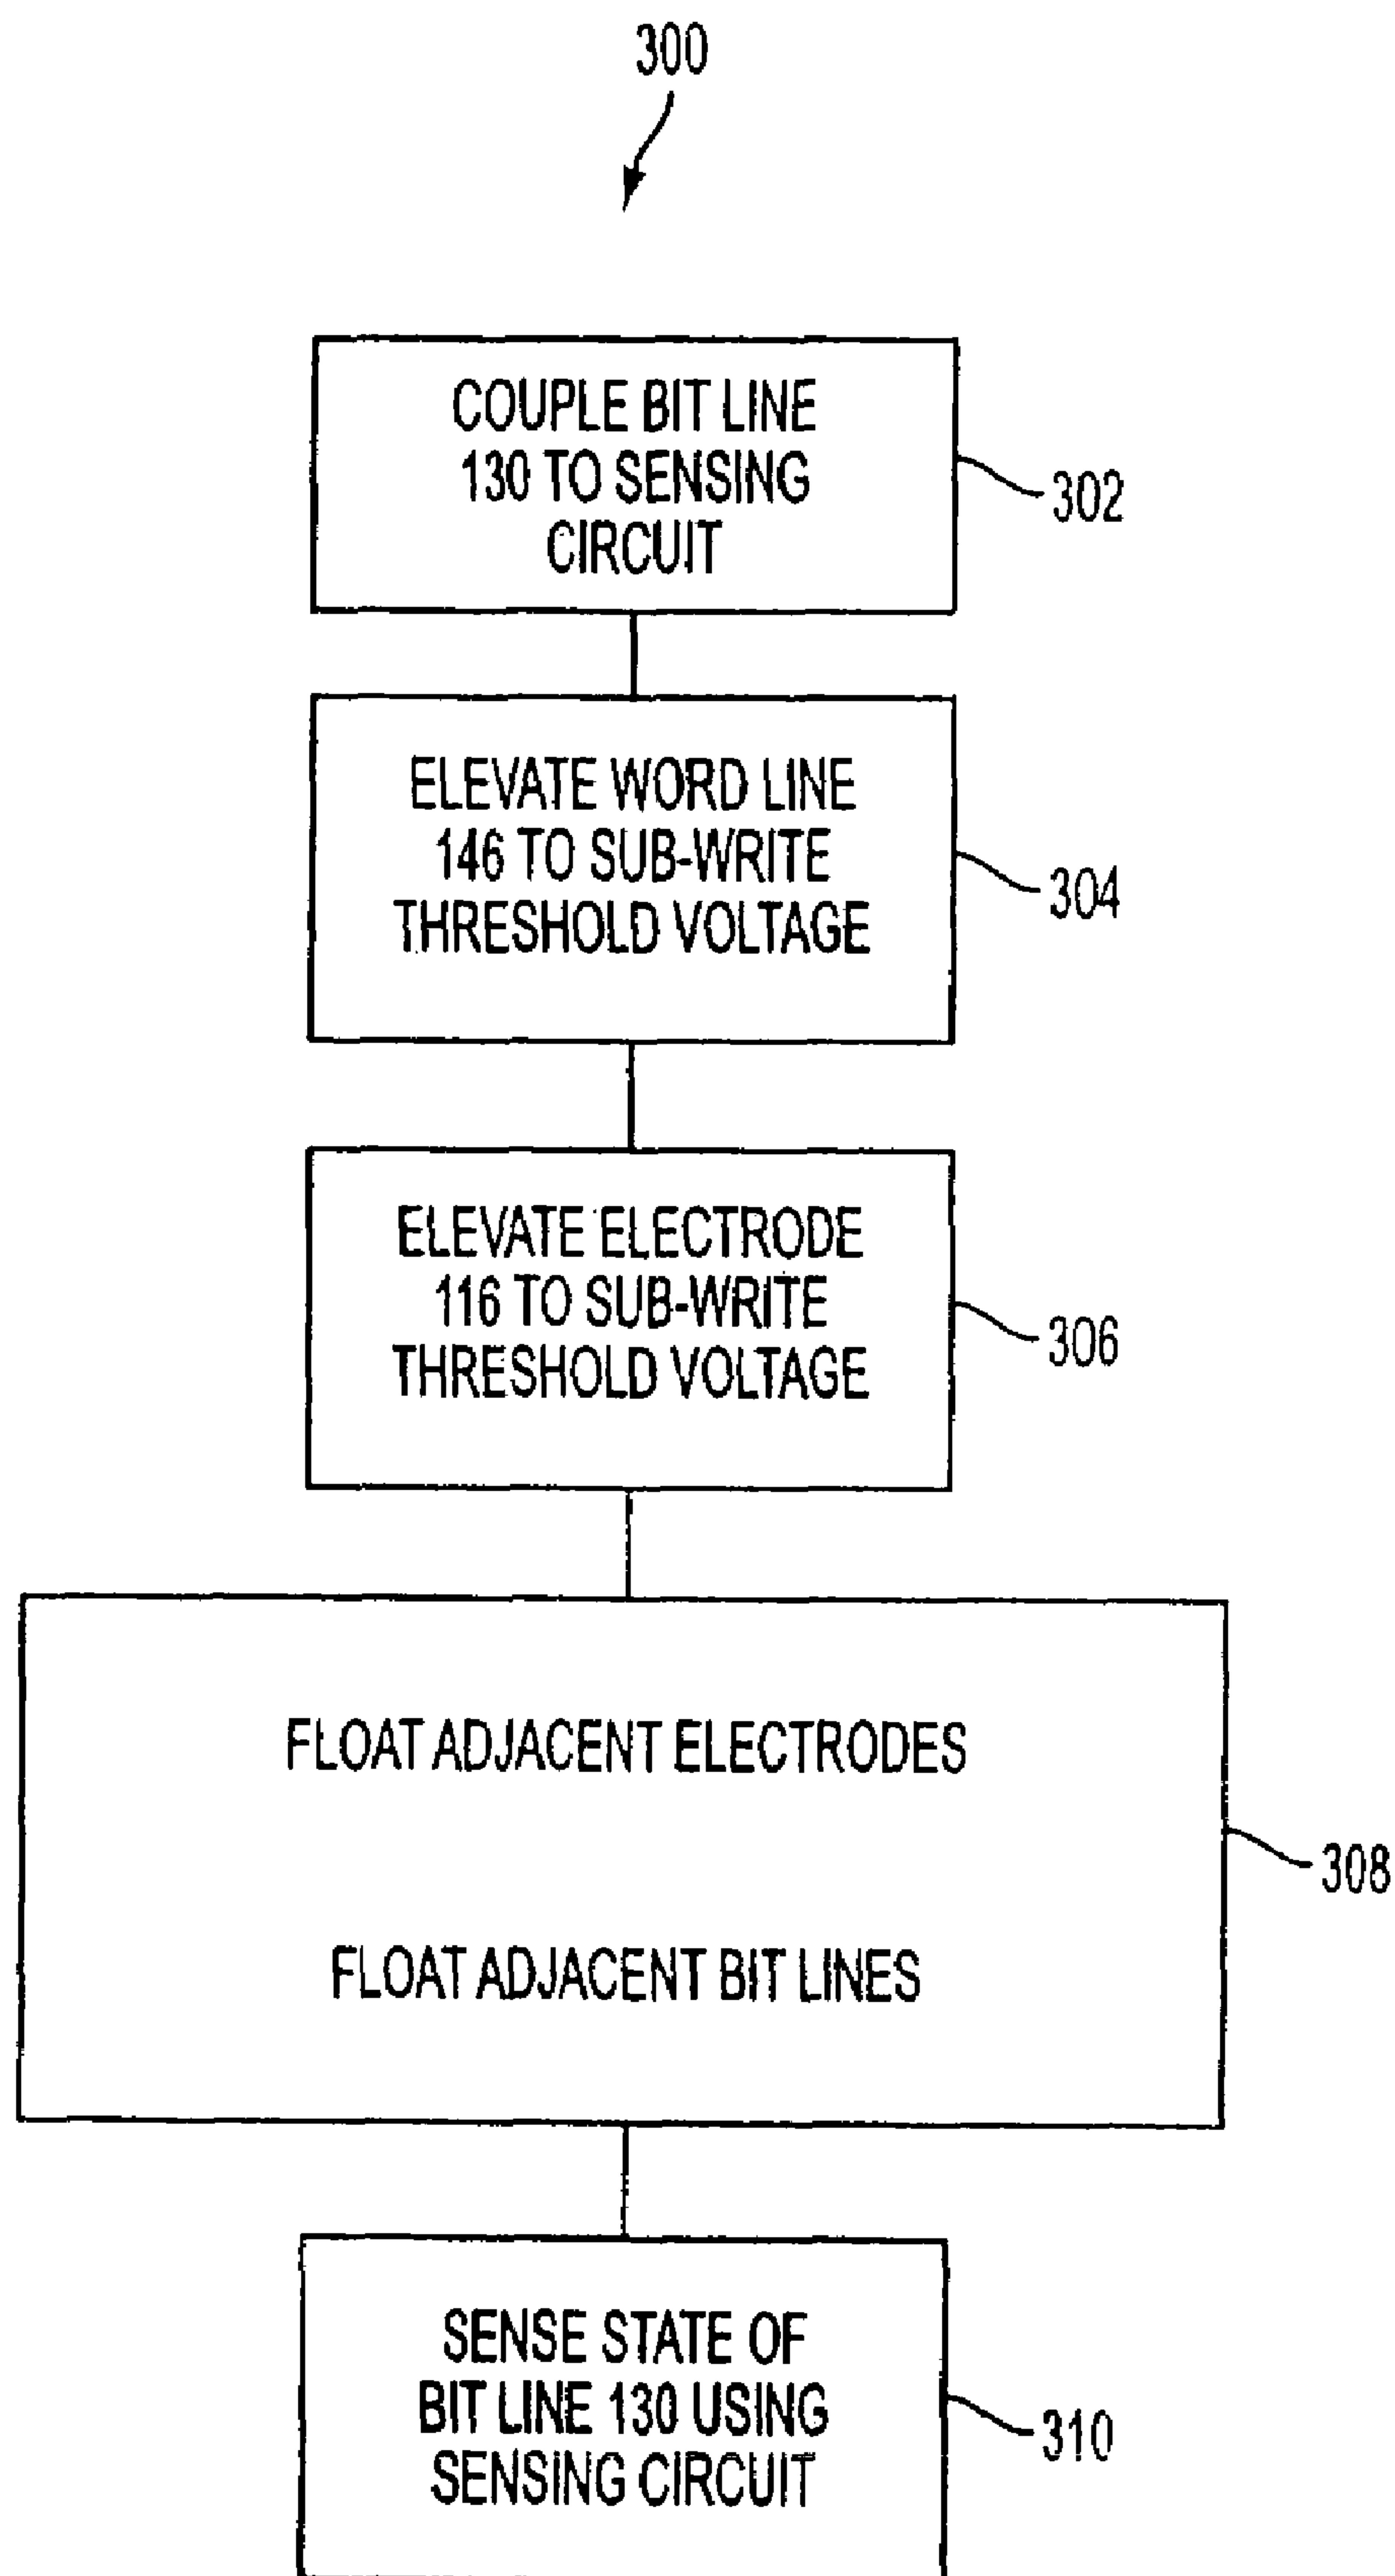 300
COUPLE BIT LINE
130 TO SENSING
CIRCUIT
302
ELEVATE WORD LINE
146 TO SUB-WRITE
THRESHOLD VOLTAGE
304
ELEVATE ELECTRODE
116 TO SUB-WRITE
THRESHOLD VOLTAGE
306
FLOAT ADJACENT ELECTRODES
FLOAT ADJACENT BIT LINES
308
SENSE STATE OF
BIT LINE 130 USING
SENSING CIRCUIT
310